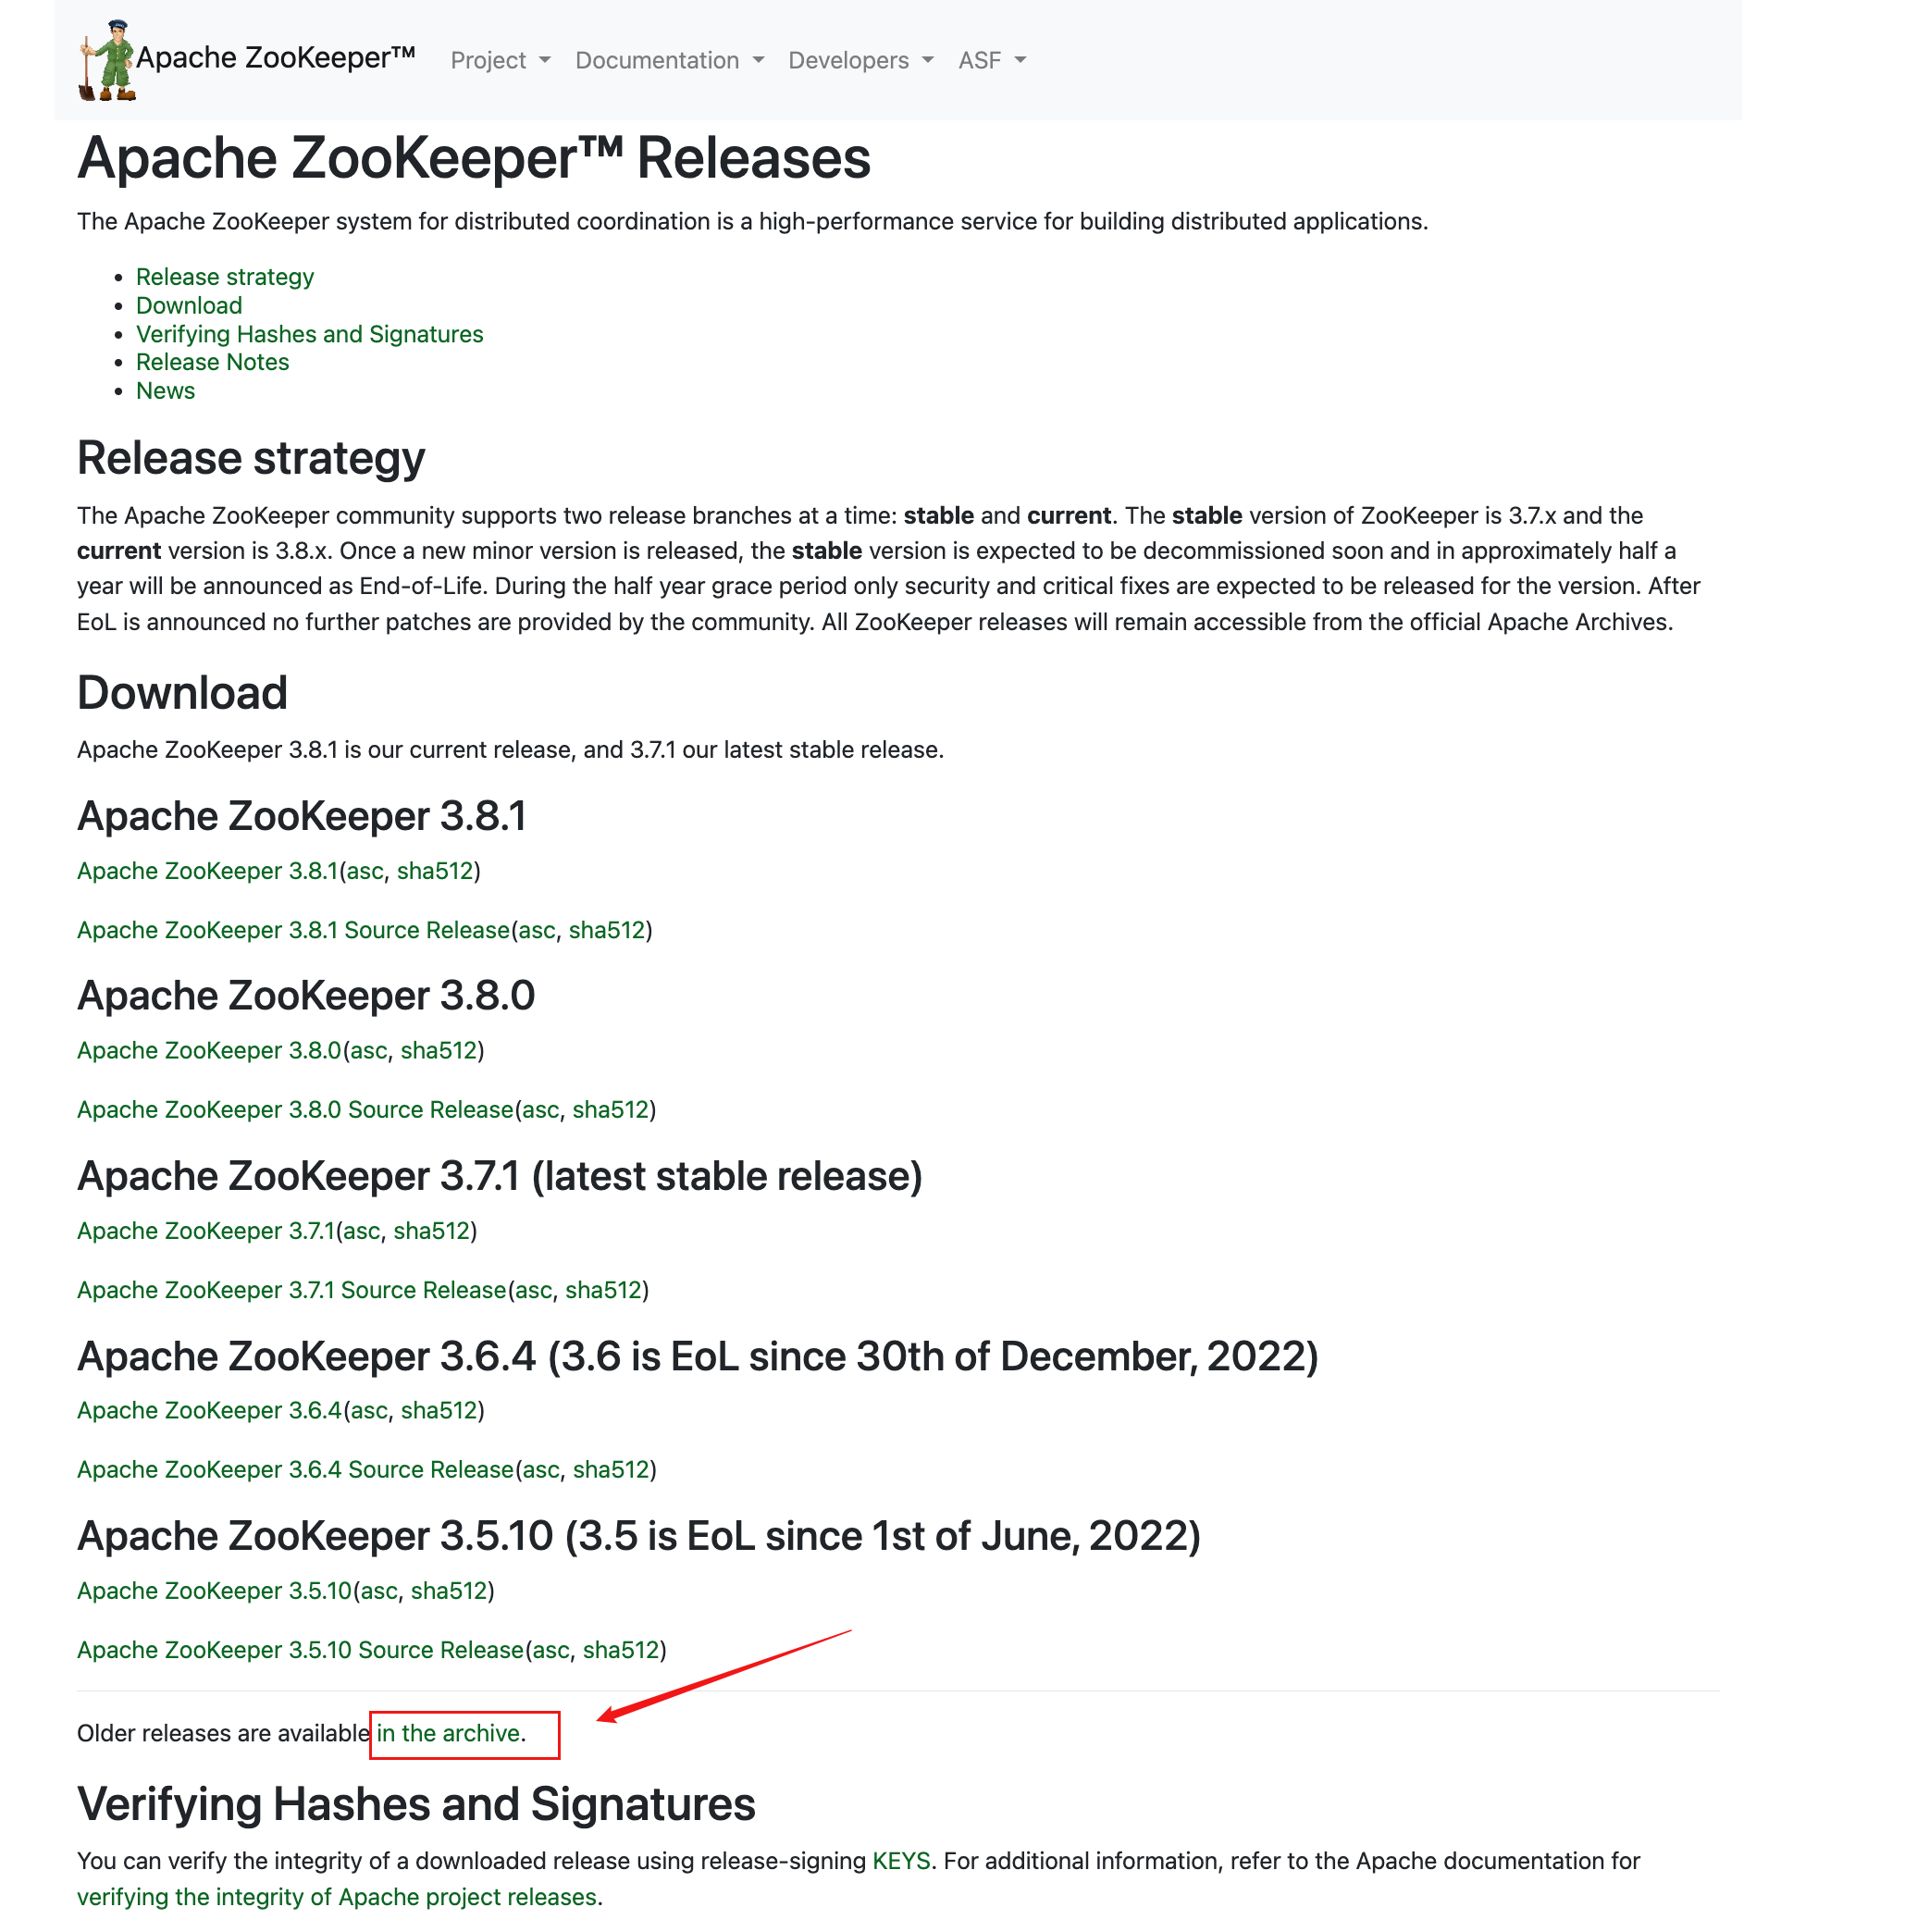 Apache ZooKeeper™ Project Documentation Developers ASF
Apache ZooKeeper™ Releases
The Apache ZooKeeper system for distributed coordination is a high-performance service for building distributed applications.
• Release strategy
• Download
• Verifying Hashes and Signatures
• Release Notes
• News
Release strategy
The Apache ZooKeeper community supports two release branches at a time: stable and current. The stable version of ZooKeeper is 3.7.x and the
current version is 3.8.x. Once a new minor version is released, the stable version is expected to be decommissioned soon and in approximately half a
year will be announced as End-of-Life. During the half year grace period only security and critical fixes are expected to be released for the version. After
EoL is announced no further patches are provided by the community. All ZooKeeper releases will remain accessible from the official Apache Archives.
Download
Apache ZooKeeper 3.8.1 is our current release, and 3.7.1 our latest stable release.
Apache ZooKeeper 3.8.1
Apache ZooKeeper 3.8.1(asc, sha512)
Apache ZooKeeper 3.8.1 Source Release(asc, sha512)
Apache ZooKeeper 3.8.0
Apache ZooKeeper 3.8.0(asc, sha512)
Apache ZooKeeper 3.8.0 Source Release(asc, sha512)
Apache ZooKeeper 3.7.1 (latest stable release)
Apache ZooKeeper 3.7.1(asc, sha512)
Apache ZooKeeper 3.7.1 Source Release(asc, sha512)
Apache ZooKeeper 3.6.4 (3.6 is EoL since 30th of December, 2022)
Apache ZooKeeper 3.6.4(asc, sha512)
Apache ZooKeeper 3.6.4 Source Release(asc, sha512)
Apache ZooKeeper 3.5.10 (3.5 is EoL since 1st of June, 2022)
Apache ZooKeeper 3.5.10(asc, sha512)
Apache ZooKeeper 3.5.10 Source Release(asc, sha512)
Older releases are available in the archive.
Verifying Hashes and Signatures
You can verify the integrity of a downloaded release using release-signing KEYS. For additional information, refer to the Apache documentation for
verifying the integrity of Apache project releases.